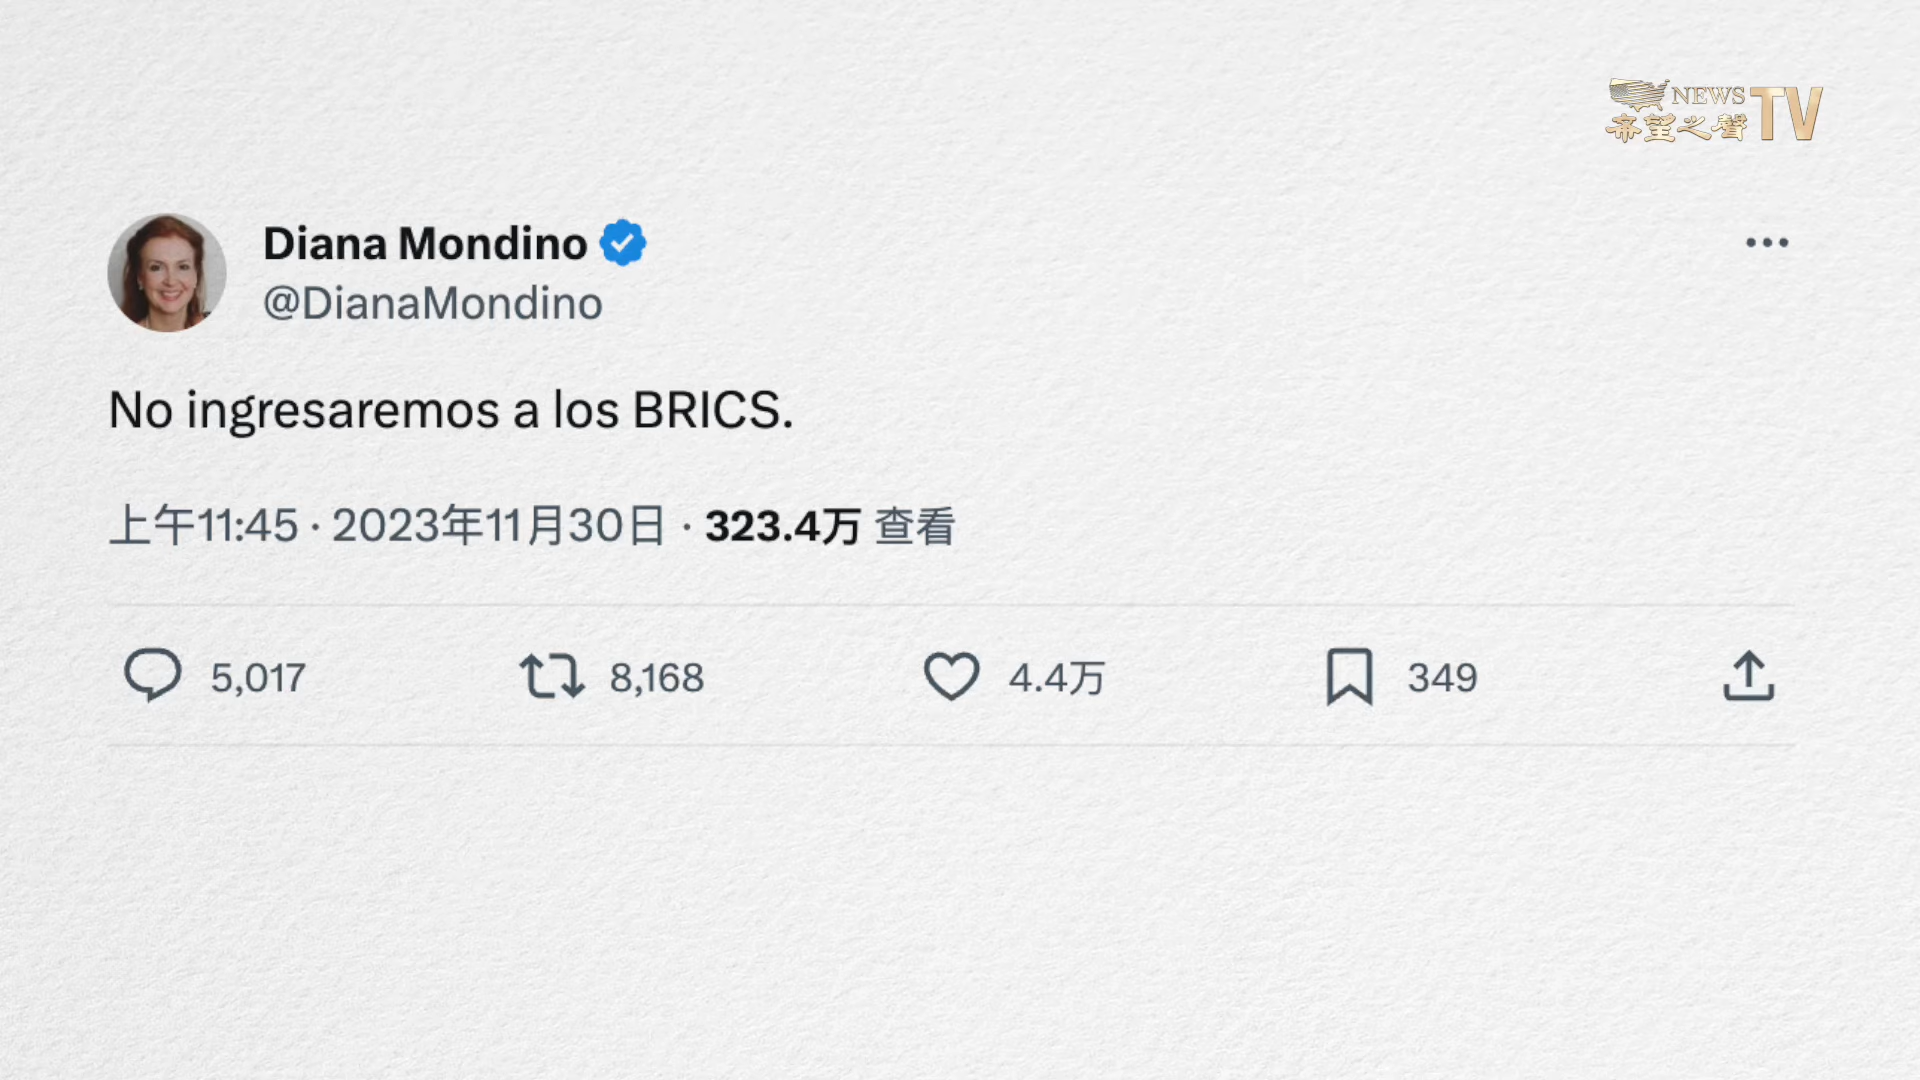 NEWS
希望之聲TV
Diana Mondino
@DianaMondino
No ingresaremos a los BRICS.
上午11:45 · 2023年11月30日 · 323.4万 查看
5,017 8,168 4.4万 349